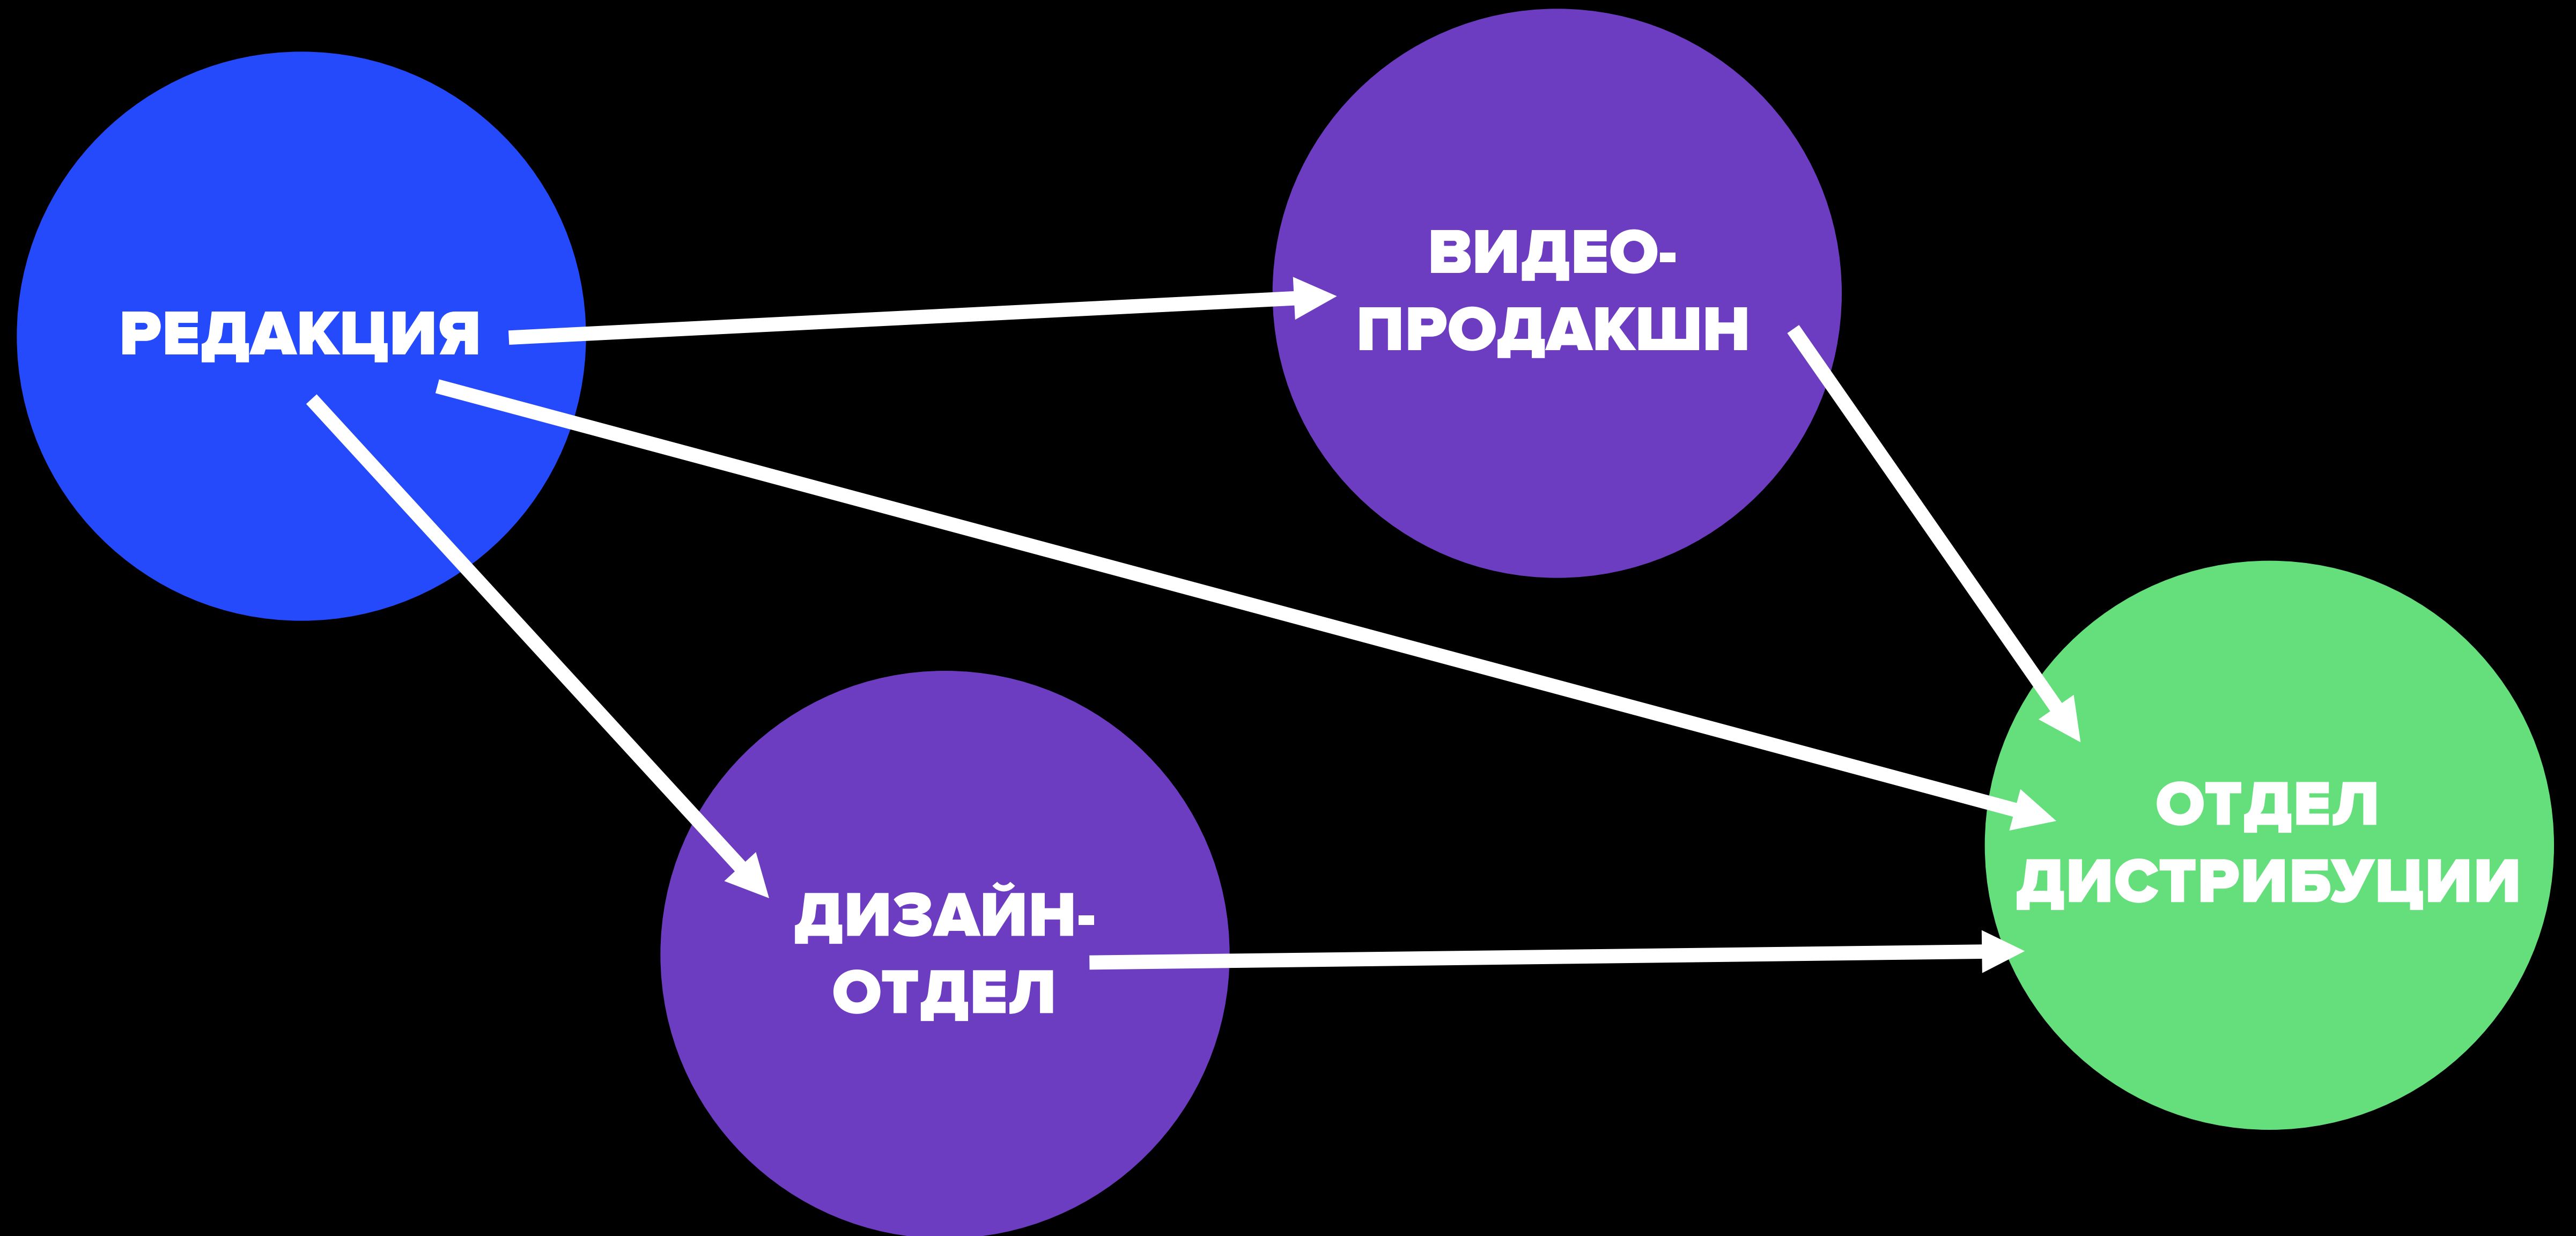 РЕДАКЦИЯ
ВИДЕО-
ПРОДАКШН
ДИЗАЙН-
ОТДЕЛ
ОТДЕЛ
ДИСТРИБУЦИИ